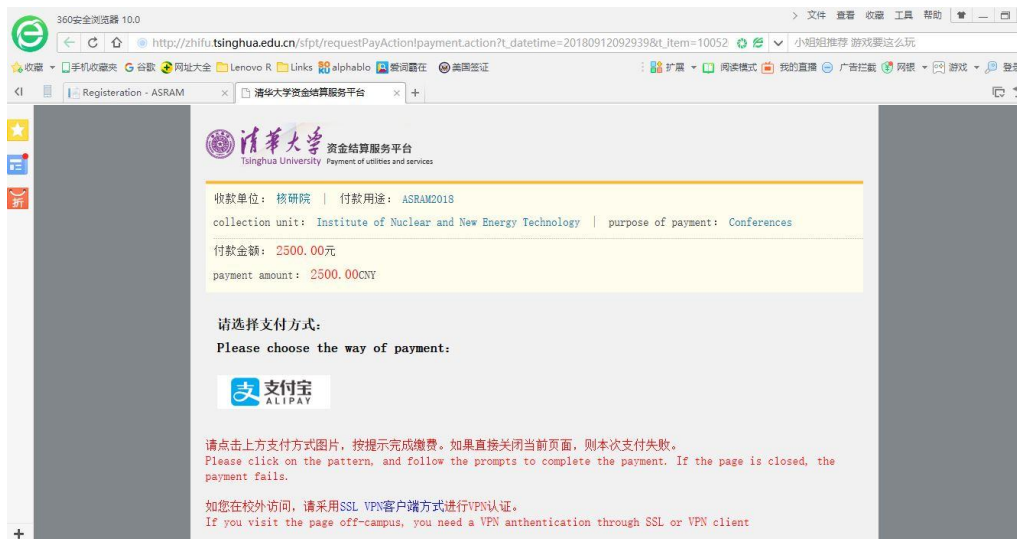 360安全浏览器 10.0
文件 查看 收藏 工具 帮助
http://zhifu.tsinghua.edu.cn/sfpt/requestPayAction!payment.action?t_datetime=20180912092939&t_item=10052
小姐姐推荐 游戏要这么玩
收藏 手机收藏夹 谷歌 网址大全 Lenovo R Links alphablo 爱词霸在 美国签证
扩展 阅读模式 我的直播 广告拦截 网银 游戏
Registeration - ASRAM × 清华大学资金结算服务平台 × +
折
清華大学 资金结算服务平台
Tsinghua University Payment of utilities and services
收款单位: 核研院 | 付款用途: ASRAM2018
collection unit: Institute of Nuclear and New Energy Technology | purpose of payment: Conferences
付款金额: 2500.00元
payment amount: 2500.00CNY
请选择支付方式:
Please choose the way of payment:
支 支付宝
ALIPAY
请点击上方支付方式图片，按提示完成缴费。如果直接关闭当前页面，则本次支付失败。
Please click on the pattern, and follow the prompts to complete the payment. If the page is closed, the
payment fails.
如您在校外访问，请采用SSL VPN客户端方式进行VPN认证。
If you visit the page off-campus, you need a VPN anthentication through SSL or VPN client